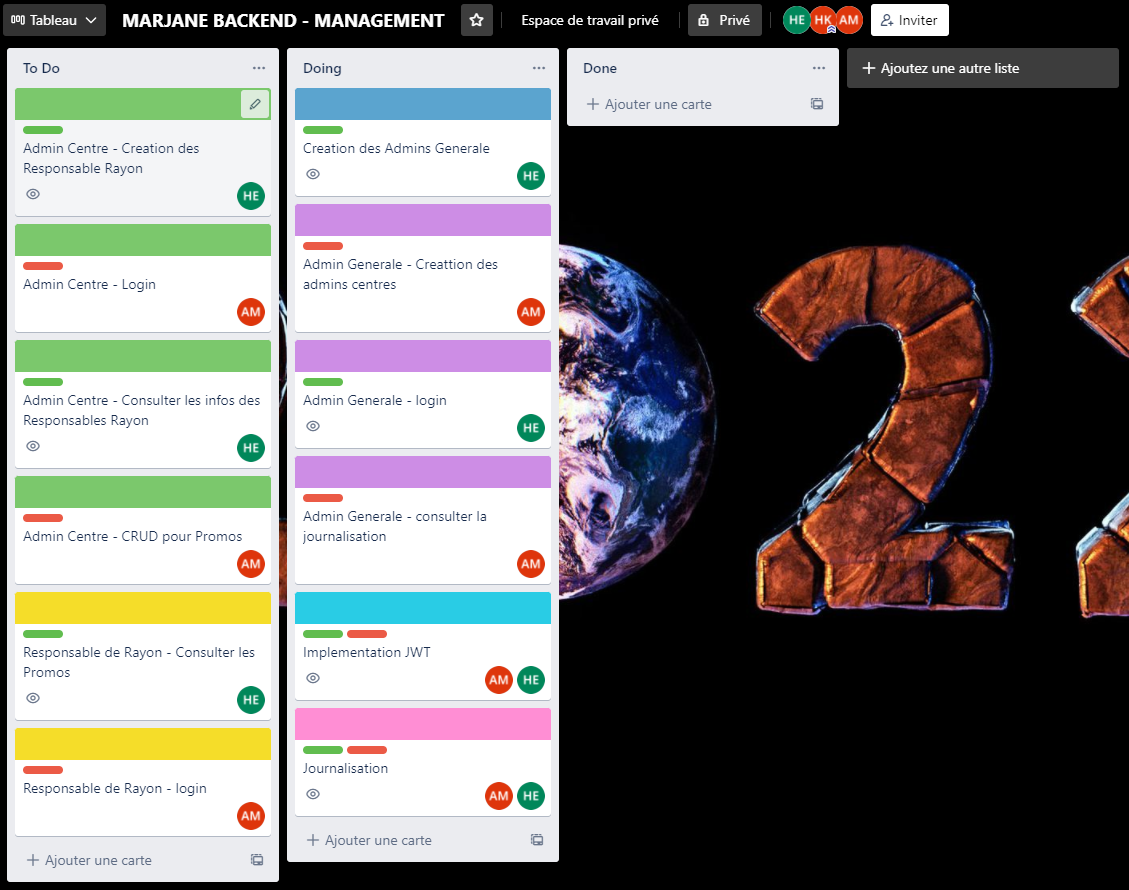 Tableau
MARJANE BACKEND - MANAGEMENT
Espace de travail privé
Privé
HE
HK
AM
Inviter
To Do
Admin Centre - Creation des
Responsable Rayon
HE
Admin Centre - Login
AM
Admin Centre - Consulter les infos des
Responsables Rayon
HE
Admin Centre - CRUD pour Promos
AM
Responsable de Rayon - Consulter les
Promos
HE
Responsable de Rayon - login
AM
Ajouter une carte
Doing
Creation des Admins Generale
HE
Admin Generale - Creattion des
admins centres
AM
Admin Generale - login
HE
Admin Generale - consulter la
journalisation
AM
Implementation JWT
AM
HE
Journalisation
AM
HE
Ajouter une carte
Done
Ajouter une carte
Ajoutez une autre liste
2